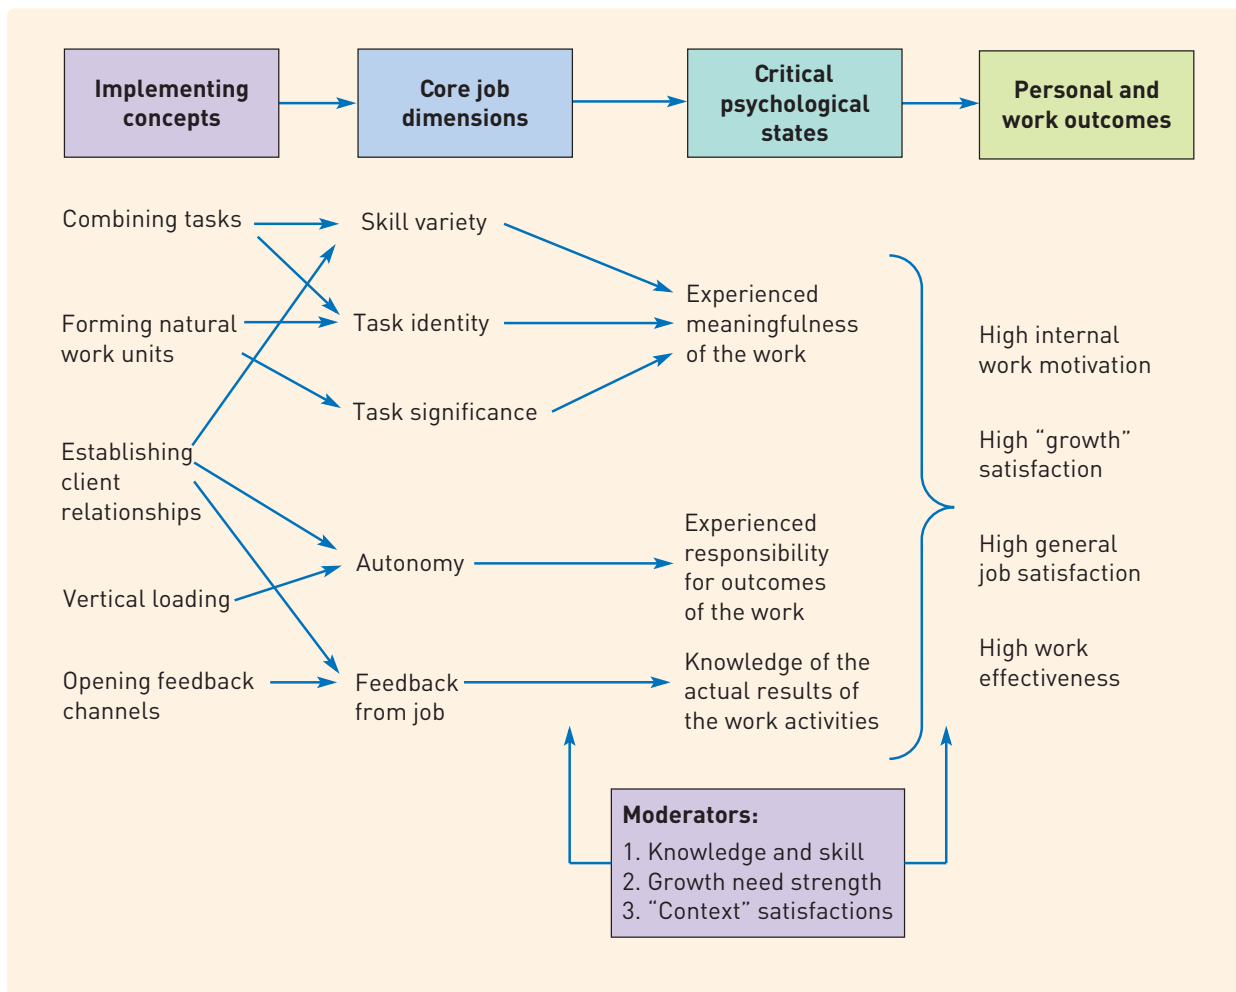 Implementing
concepts
Core job
dimensions
Critical
psychological
states
Personal and
work outcomes
Combining tasks
Forming natural
work units
Establishing
client
relationships
Vertical loading
Opening feedback
channels
Skill variety
Task identity
Task significance
Autonomy
Feedback
from job
Experienced
meaningfulness
of the work
Experienced
responsibility
for outcomes
of the work
Knowledge of the
actual results of
the work activities
High internal
work motivation
High “growth”
satisfaction
High general
job satisfaction
High work
effectiveness
Moderators:
1. Knowledge and skill
2. Growth need strength
3. “Context” satisfactions